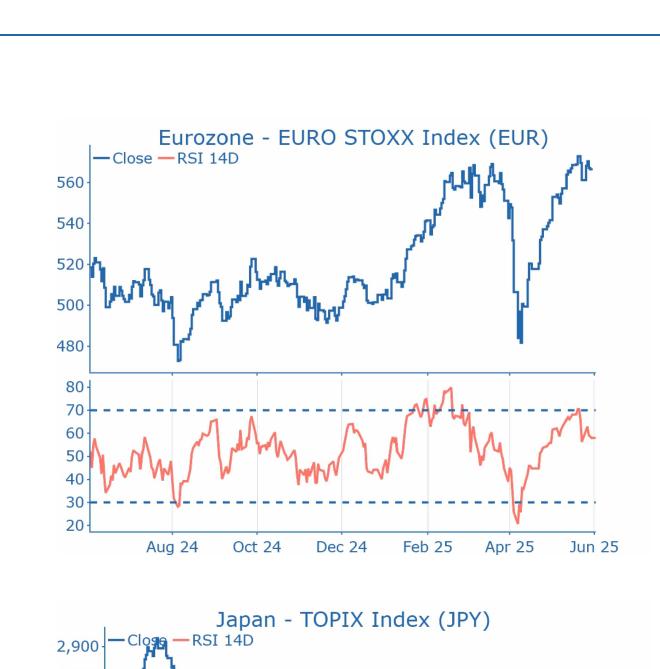 Eurozone - EURO STOXX Index (EUR)
Close RSI 14D
560
540
520
500
480
80
70
60
50
40
30
20
Aug 24 Oct 24 Dec 24 Feb 25 Apr 25 Jun 25
Japan - TOPIX Index (JPY)
Close RSI 14D
2,900